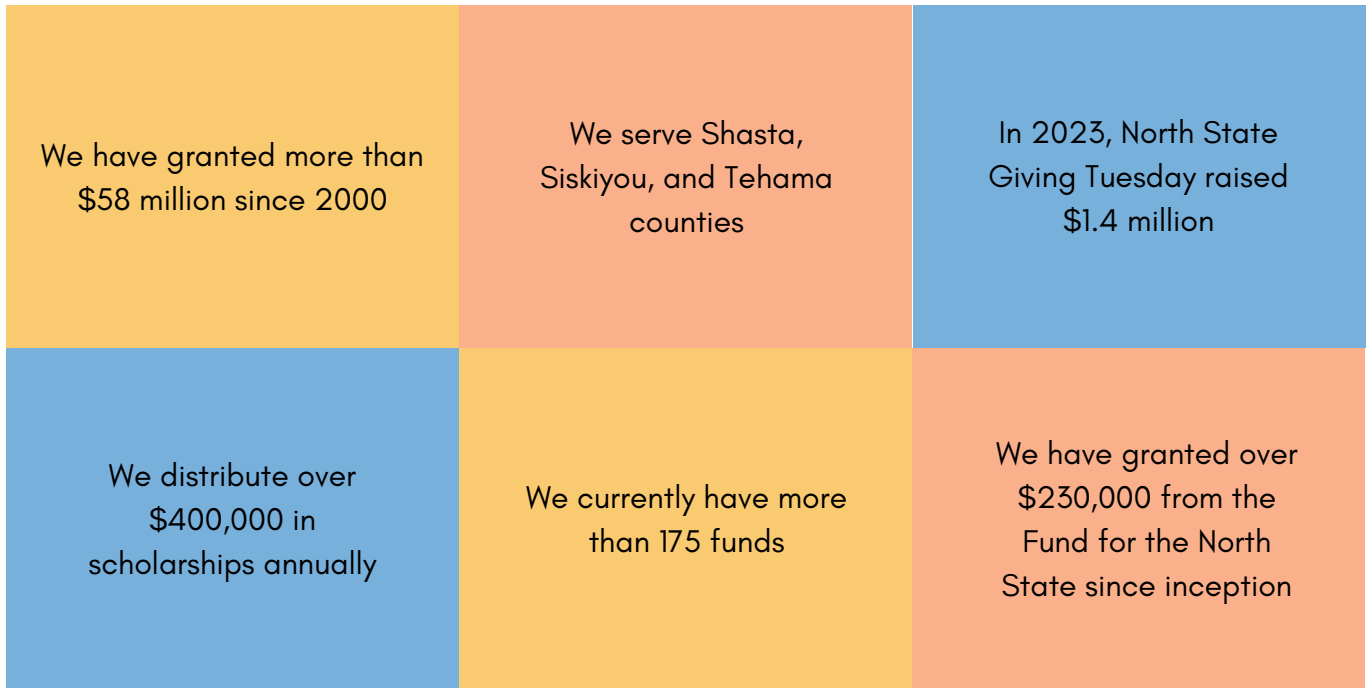 We have granted more than
$58 million since 2000
We serve Shasta,
Siskiyou, and Tehama
counties
In 2023, North State
Giving Tuesday raised
$1.4 million
We distribute over
$400,000 in
scholarships annually
We currently have more
than 175 funds
We have granted over
$230,000 from the
Fund for the North
State since inception